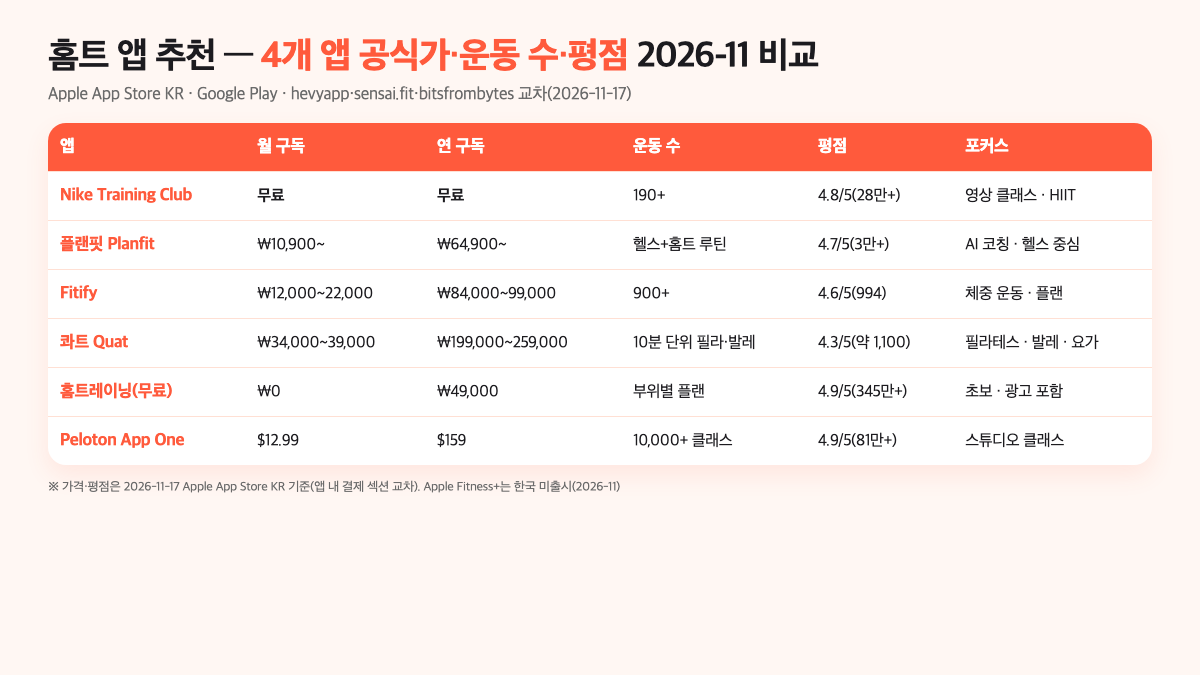 홈트 앱 추천 — 4개 앱 공식가·운동 수·평점 2026-11 비교
Apple App Store KR · Google Play · hevyapp·sensai.fit·bitsfrombytes 교차(2026-11-17)
앱 월 구독 연 구독 운동 수 평점 포커스
Nike Training Club 무료 무료 190+ 4.8/5(28만+) 영상 클래스 · HIIT
플랜핏 Planfit ₩10,900~ ₩64,900~ 헬스+홈트 루틴 4.7/5(3만+) AI 코칭 · 헬스 중심
Fitify ₩12,000~22,000 ₩84,000~99,000 900+ 4.6/5(994) 체중 운동 · 플랜
콰트 Quat ₩34,000~39,000 ₩199,000~259,000 10분 단위 필라·발레 4.3/5(약 1,100) 필라테스 · 발레 · 요가
홈트레이닝(무료) ₩0 ₩49,000 부위별 플랜 4.9/5(345만+) 초보 · 광고 포함
Peloton App One $12.99 $159 10,000+ 클래스 4.9/5(81만+) 스튜디오 클래스
※ 가격·평점은 2026-11-17 Apple App Store KR 기준(앱 내 결제 섹션 교차). Apple Fitness+는 한국 미출시(2026-11)